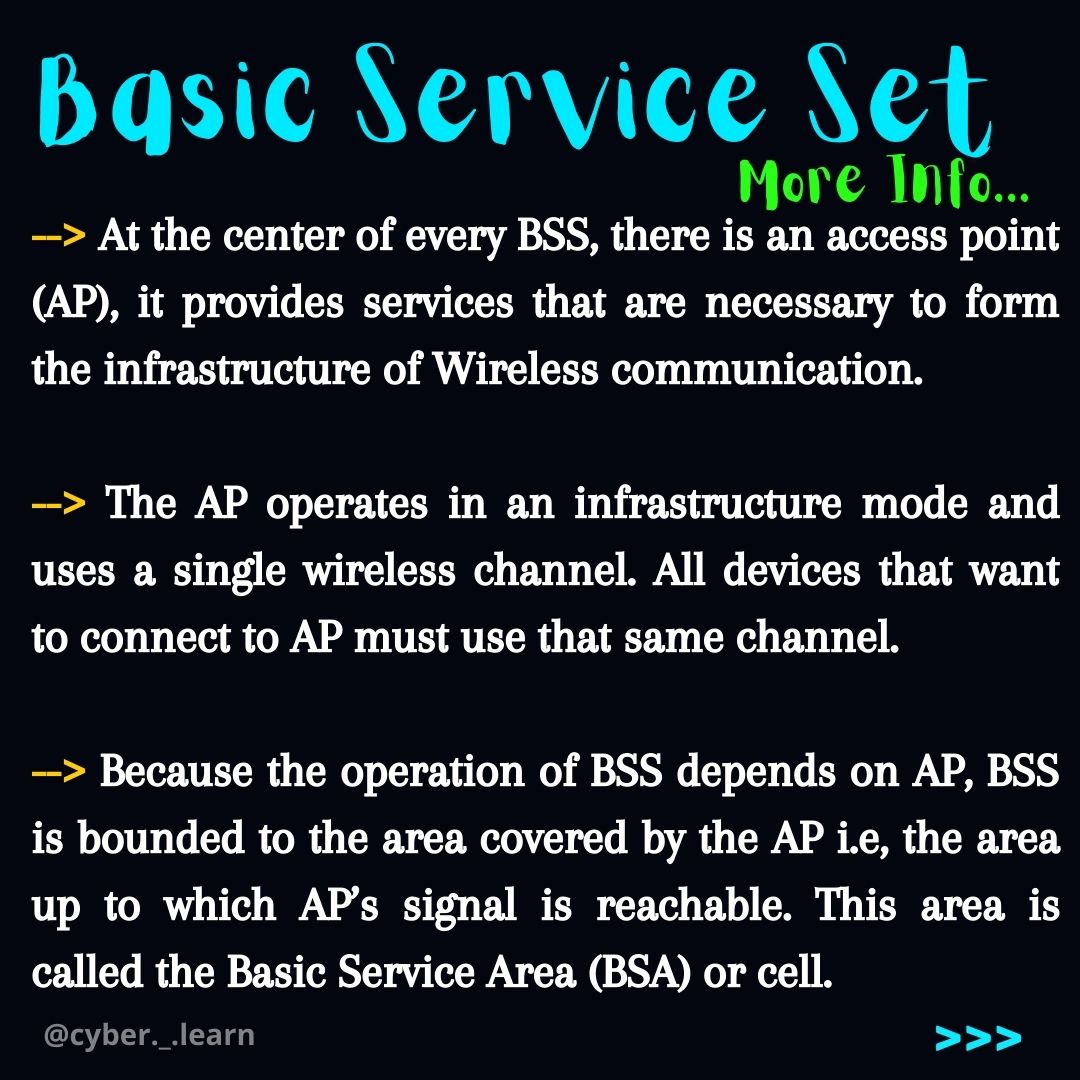 Basic Service Set
More Info...
--> At the center of every BSS, there is an access point
(AP), it provides services that are necessary to form
the infrastructure of Wireless communication.
--> The AP operates in an infrastructure mode and
uses a single wireless channel. All devices that want
to connect to AP must use that same channel.
--> Because the operation of BSS depends on AP, BSS
is bounded to the area covered by the AP i.e, the area
up to which AP’s signal is reachable. This area is
called the Basic Service Area (BSA) or cell.
@cyber._.learn
>>>